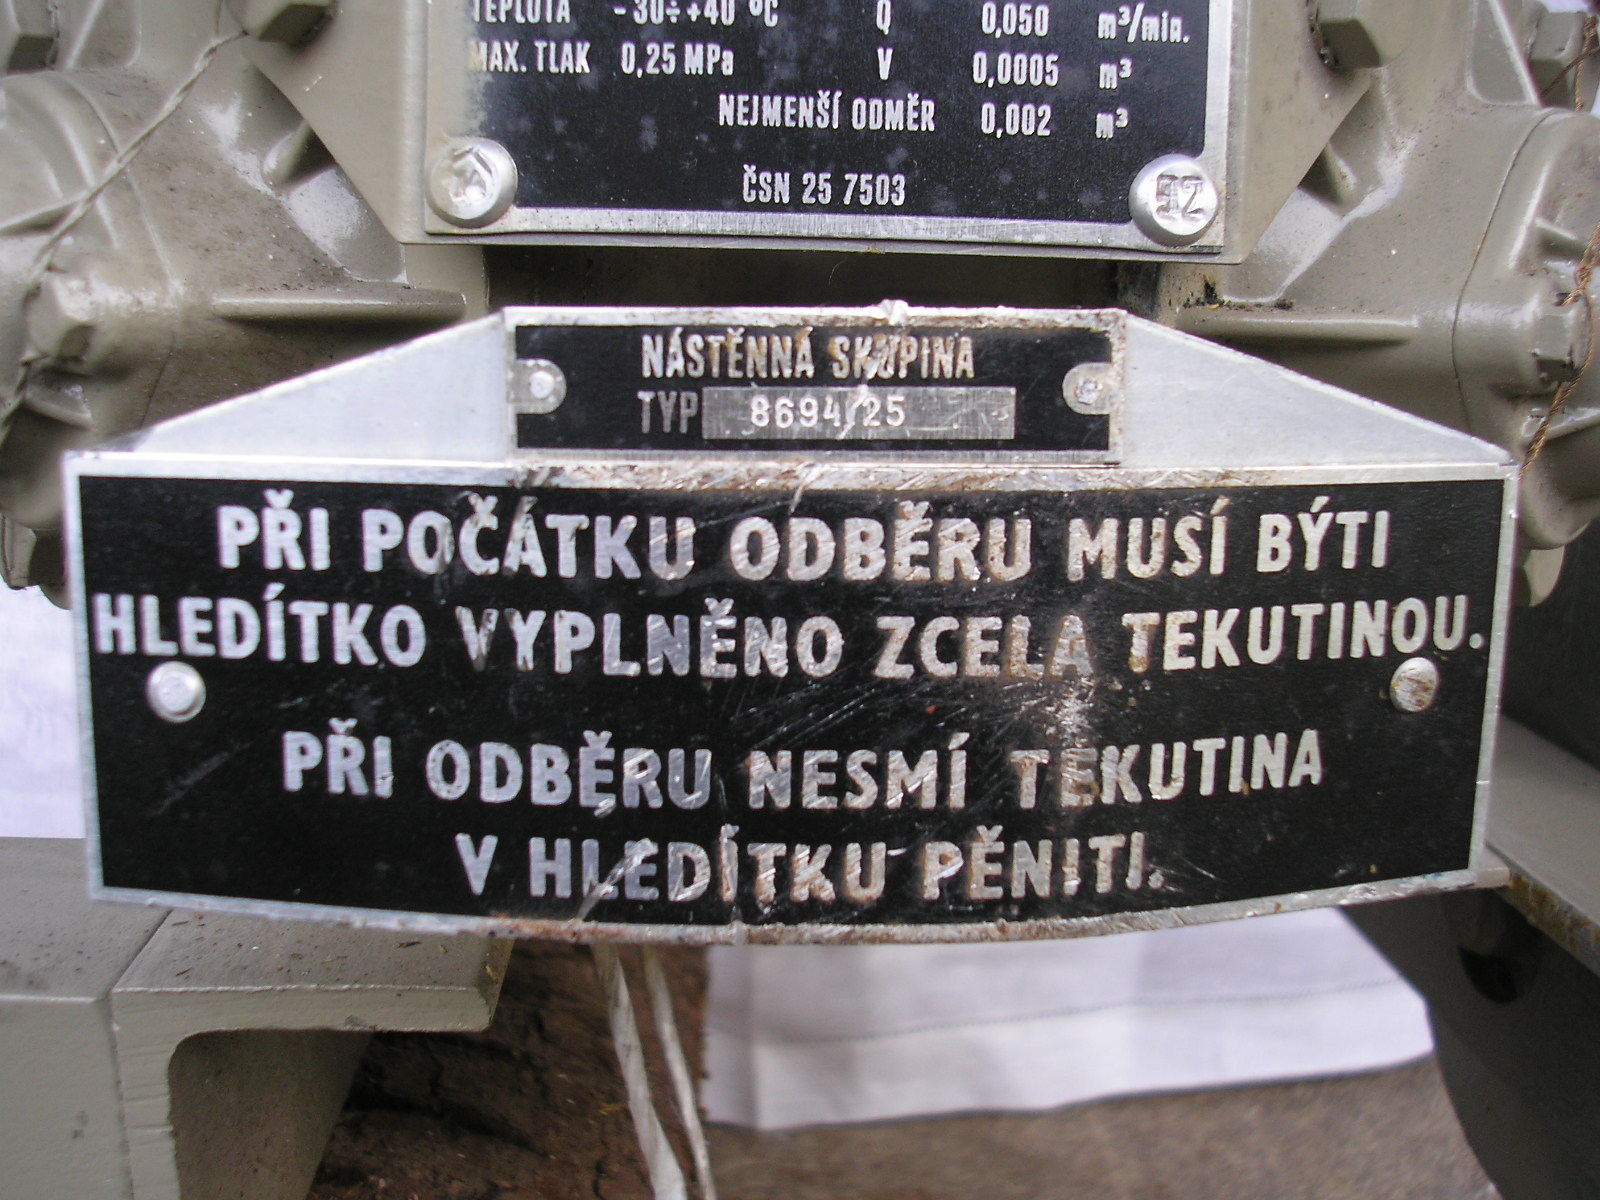 TEPLOTA -30÷+40 °C Q 0,050 m³/min.
MAX. TLAK 0,25 MPa V 0,0005 m³
NEJMENŠÍ ODMĚR 0,002 m³
ČSN 25 7503
NÁSTĚNNÁ SKUPINA
TYP 8694/25
PŘI POČÁTKU ODBĚRU MUSÍ BÝTI
HLEDÍTKO VYPLNĚNO ZCELA TEKUTINOU.
PŘI ODBĚRU NESMÍ TEKUTINA
V HLEDÍTKU PĚNITI.